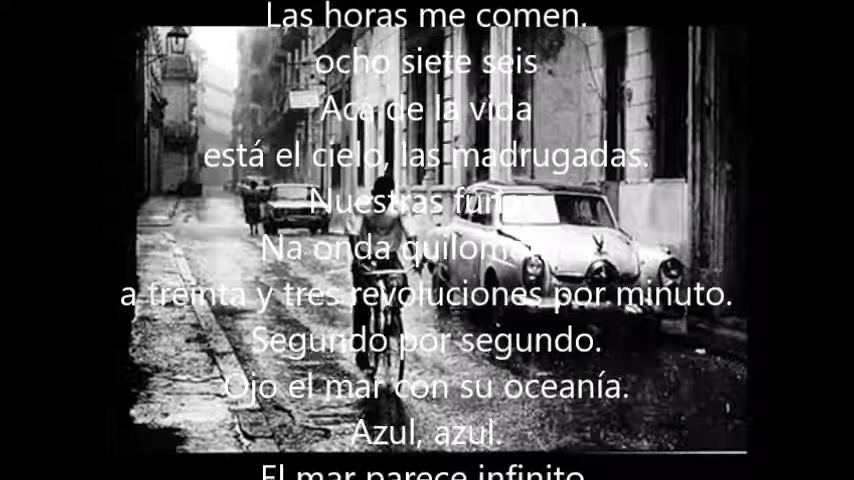 Las horas me comen.
ocho siete seis
Acá de la vida
está el cielo, las madrugadas.
Nuestras
Na onda
a treinta y tres revoluciones por minuto.
Segundo por segundo.
Ojo el mar con su oceanía.
Azul, azul.
El mar parece infinito